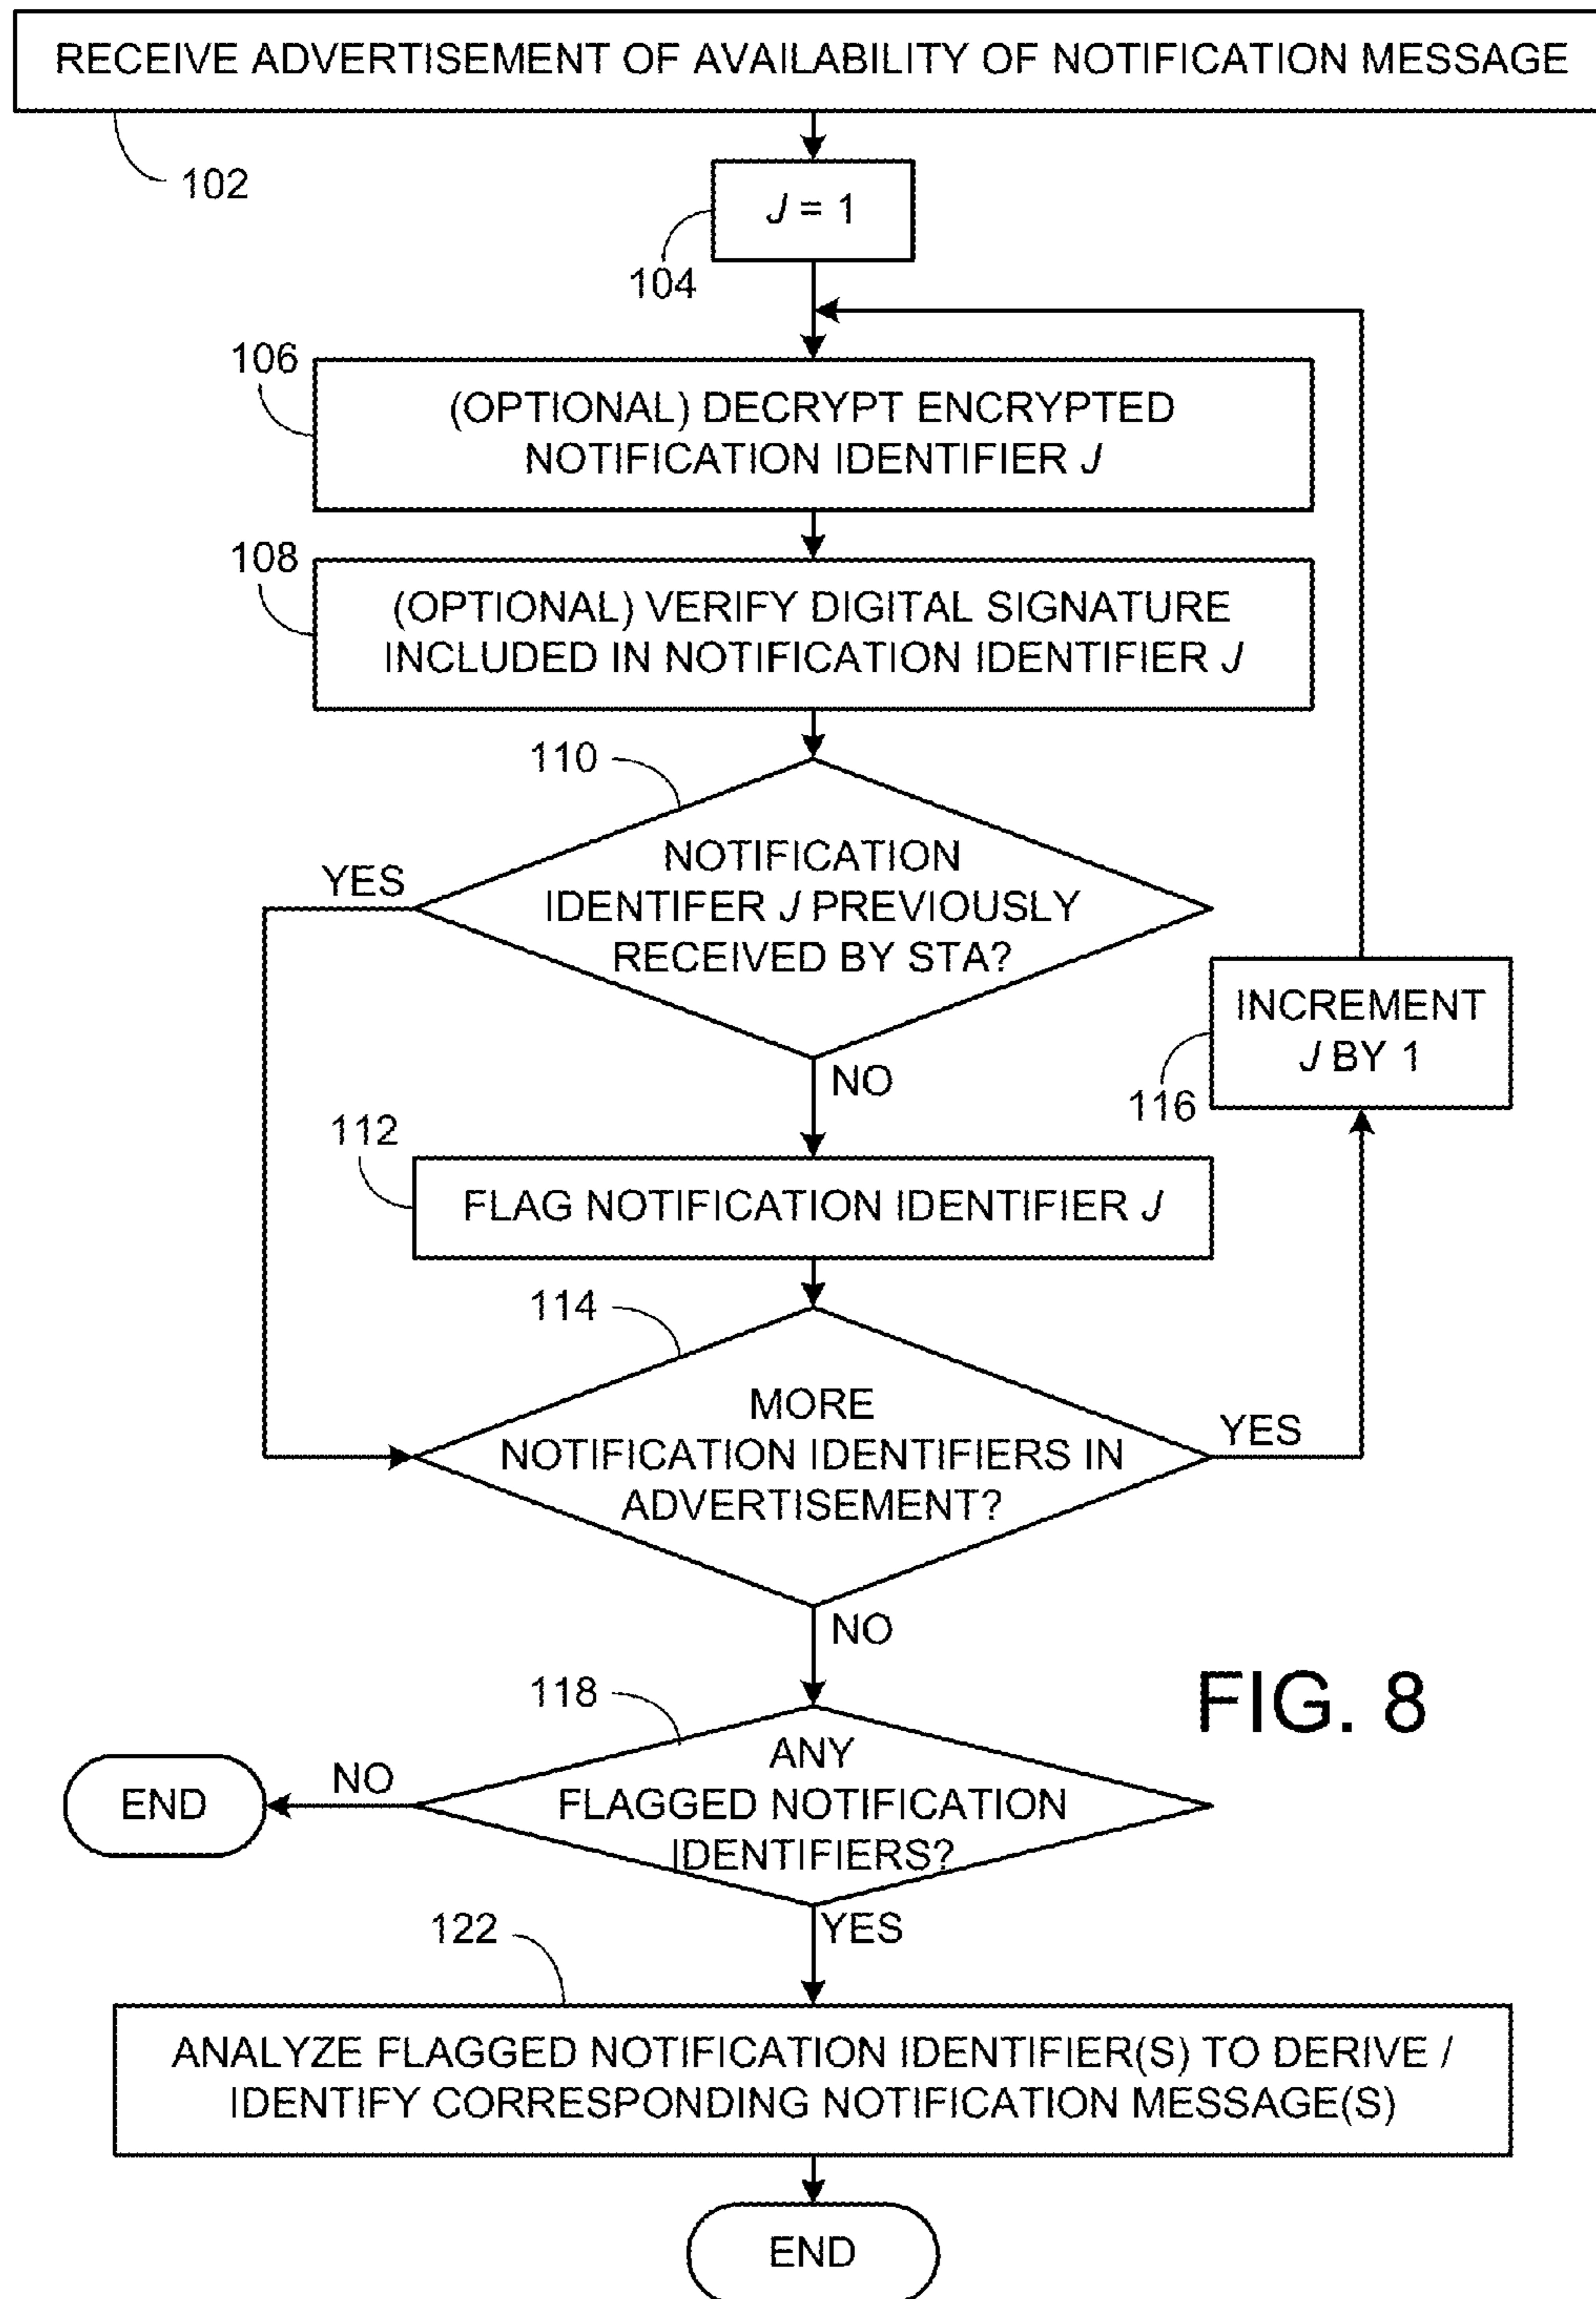 RECEIVE ADVERTISEMENT OF AVAILABILITY OF NOTIFICATION MESSAGE
102
J = 1
104
106
(OPTIONAL) DECRYPT ENCRYPTED
NOTIFICATION IDENTIFIER J
108
(OPTIONAL) VERIFY DIGITAL SIGNATURE
INCLUDED IN NOTIFICATION IDENTIFIER J
110
NOTIFICATION
IDENTIFER J PREVIOUSLY
RECEIVED BY STA?
YES
NO
INCREMENT
J BY 1
116
112
FLAG NOTIFICATION IDENTIFIER J
114
MORE
NOTIFICATION IDENTIFIERS IN
ADVERTISEMENT?
YES
NO
FIG. 8
118
ANY
FLAGGED NOTIFICATION
IDENTIFIERS?
NO
END
YES
122
ANALYZE FLAGGED NOTIFICATION IDENTIFIER(S) TO DERIVE /
IDENTIFY CORRESPONDING NOTIFICATION MESSAGE(S)
END